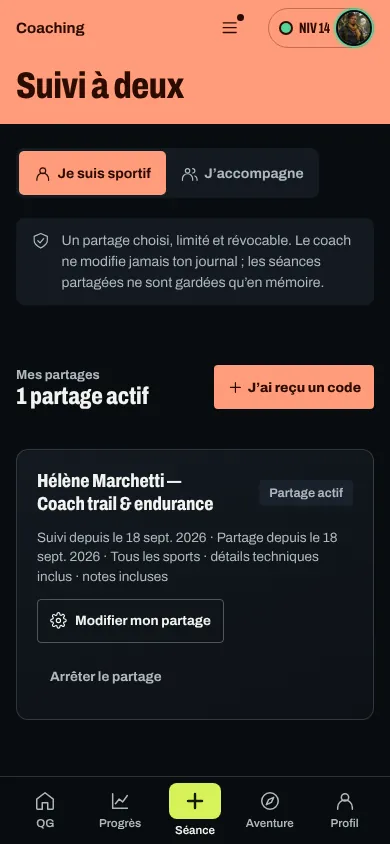 Coaching
NIV 14
Suivi à deux
Je suis sportif
J'accompagne
Un partage choisi, limité et révocable. Le coach
ne modifie jamais ton journal ; les séances
partagées ne sont gardées qu'en mémoire.
Mes partages
1 partage actif
J'ai reçu un code
Hélène Marchetti —
Coach trail & endurance
Partage actif
Suivi depuis le 18 sept. 2026 · Partage depuis le 18
sept. 2026 · Tous les sports · détails techniques
inclus · notes incluses
Modifier mon partage
Arrêter le partage
QG
Progrès
Séance
Aventure
Profil